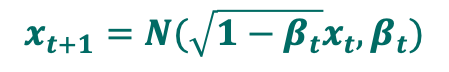 x_{t+1} = N(√(1 − β_t) x_t, β_t)